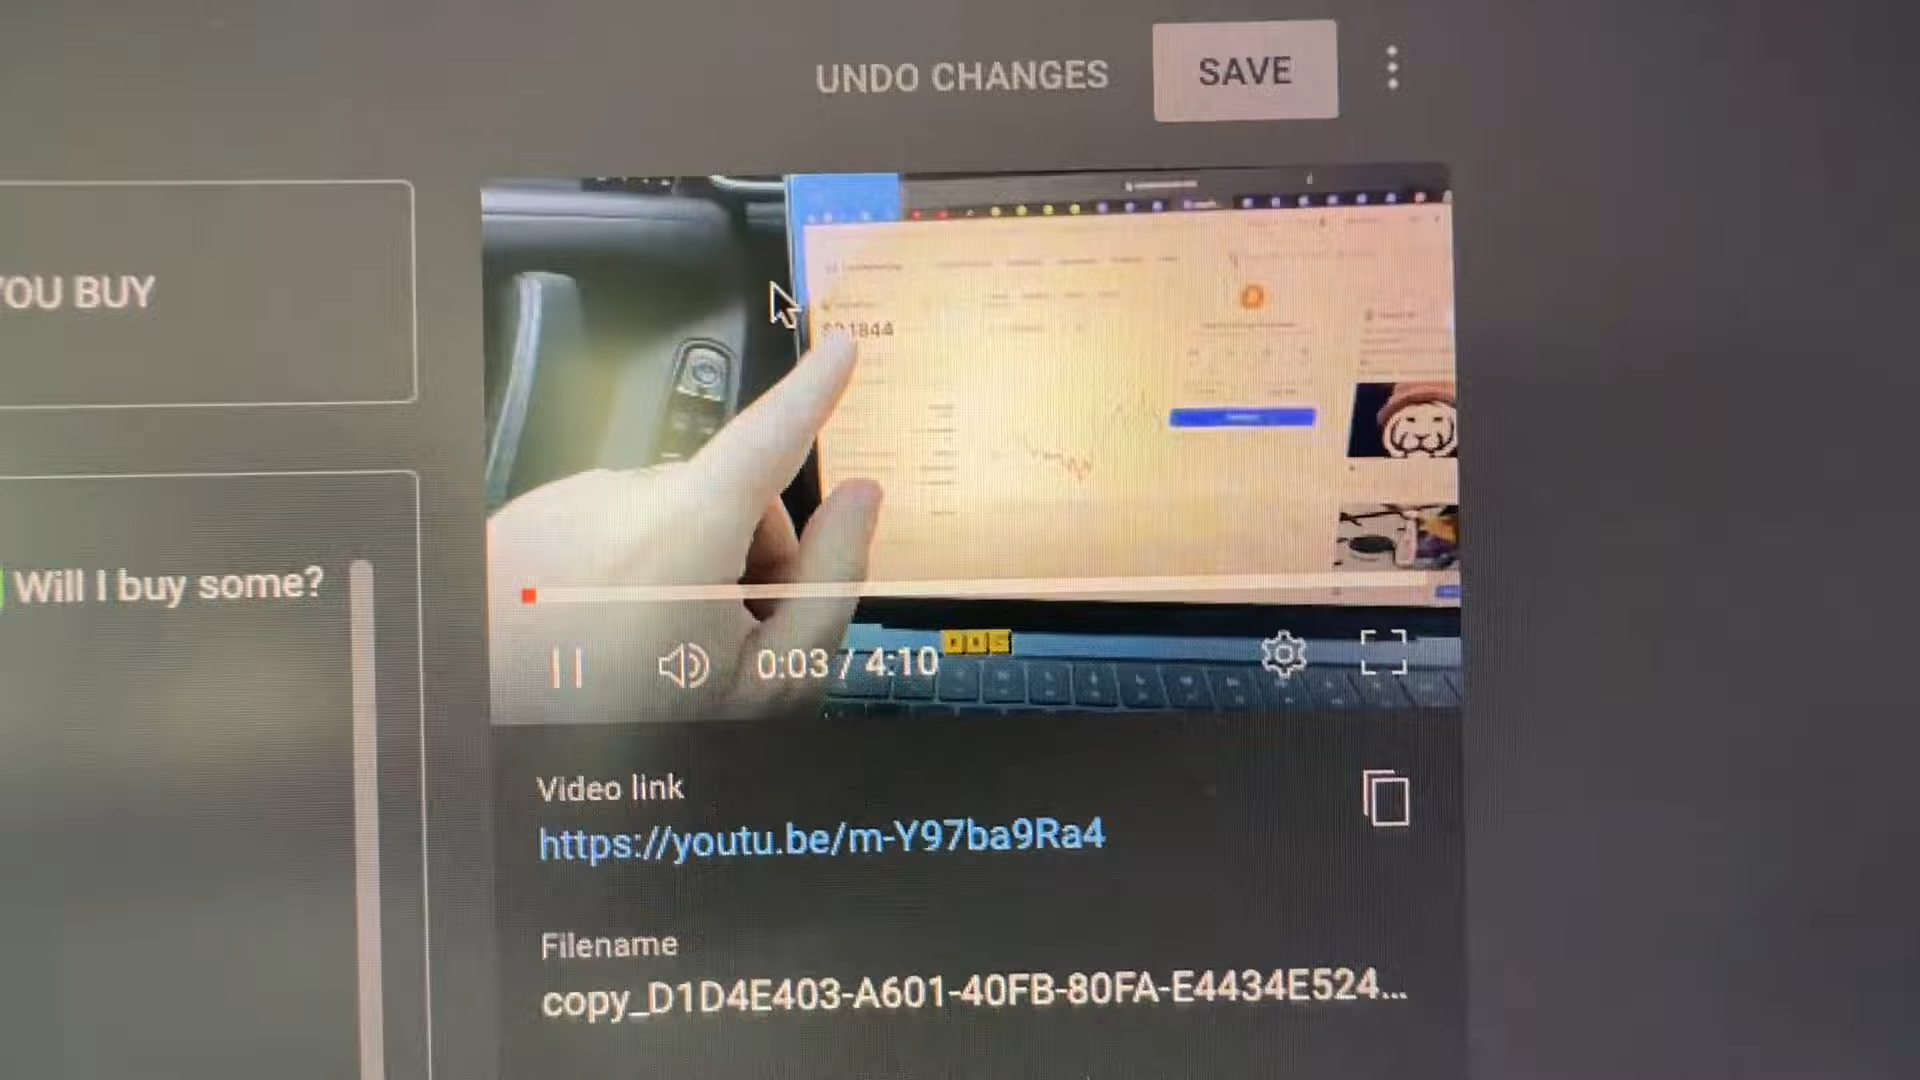 UNDO CHANGES
SAVE
YOU BUY
Will I buy some?
0:03 / 4:10
Video link
https://youtu.be/m-Y97ba9Ra4
Filename
copy_D1D4E403-A601-40FB-80FA-E4434E524...